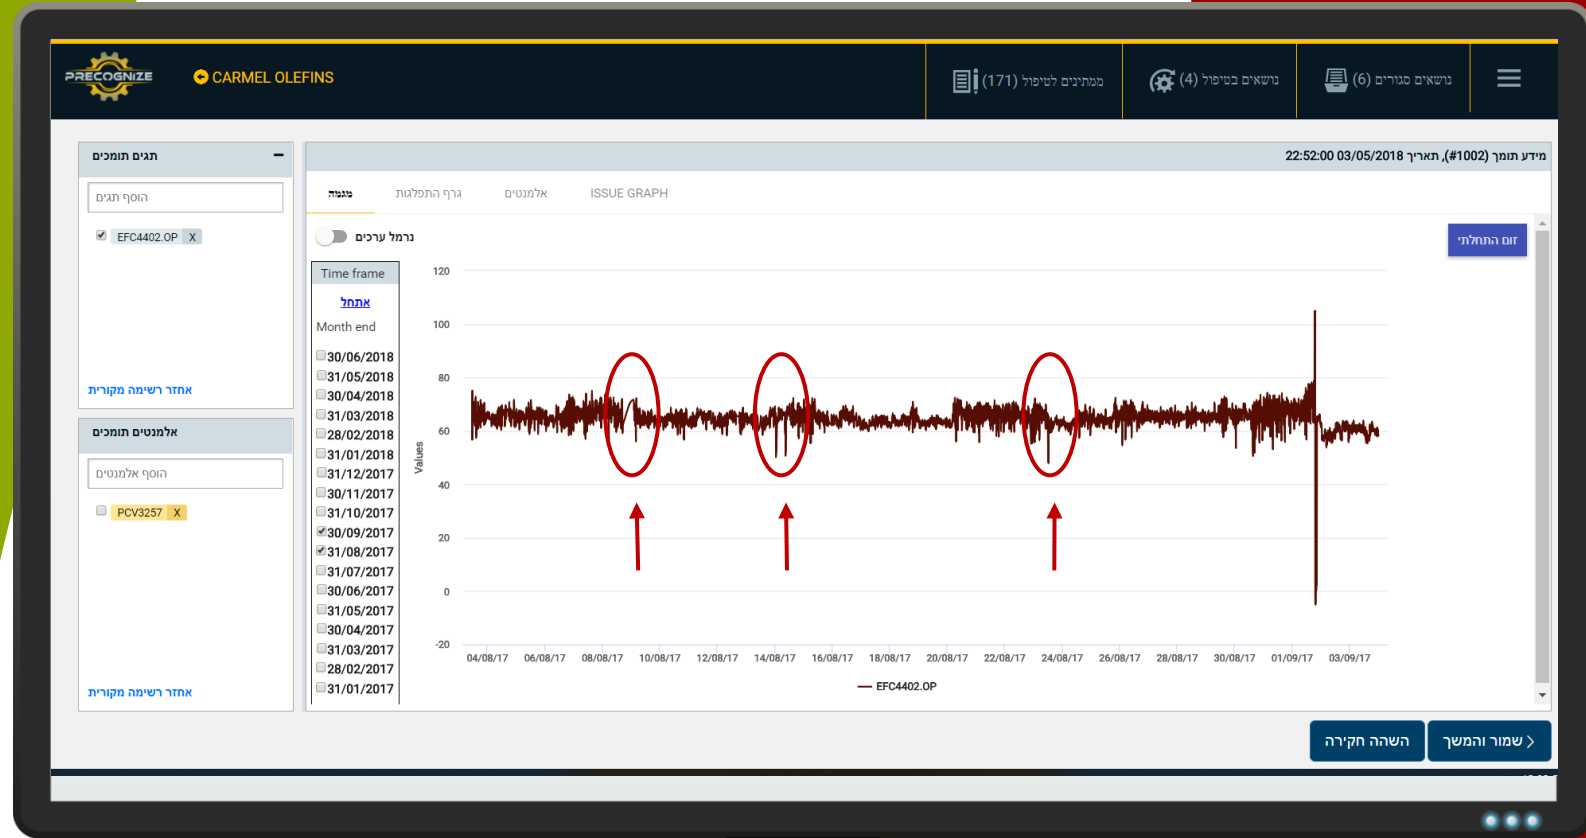 PRECOGNIZE
CARMEL OLEFINS
ממתינים לטיפול (171)
נושאים בטיפול (4)
נושאים סגורים (6)
תגים תומכים
הוסף תגים
EFC4402.OP X
אחזר רשימה מקורית
אלמנטים תומכים
הוסף אלמנטים
PCV3257 X
אחזר רשימה מקורית
מידע תומך (#1002), תאריך 03/05/2018 22:52:00
מגמה
גרף התפלגות
אלמנטים
ISSUE GRAPH
נרמל ערכים
זום התחלתי
Time frame
אתחל
Month end
30/06/2018
31/05/2018
30/04/2018
31/03/2018
28/02/2018
31/01/2018
31/12/2017
30/11/2017
31/10/2017
30/09/2017
31/08/2017
31/07/2017
30/06/2017
31/05/2017
30/04/2017
31/03/2017
28/02/2017
31/01/2017
Values
120
100
80
60
40
20
0
-20
04/08/17 06/08/17 08/08/17 10/08/17 12/08/17 14/08/17 16/08/17 18/08/17 20/08/17 22/08/17 24/08/17 26/08/17 28/08/17 30/08/17 01/09/17 03/09/17
EFC4402.OP
השהה חקירה
שמור והמשך